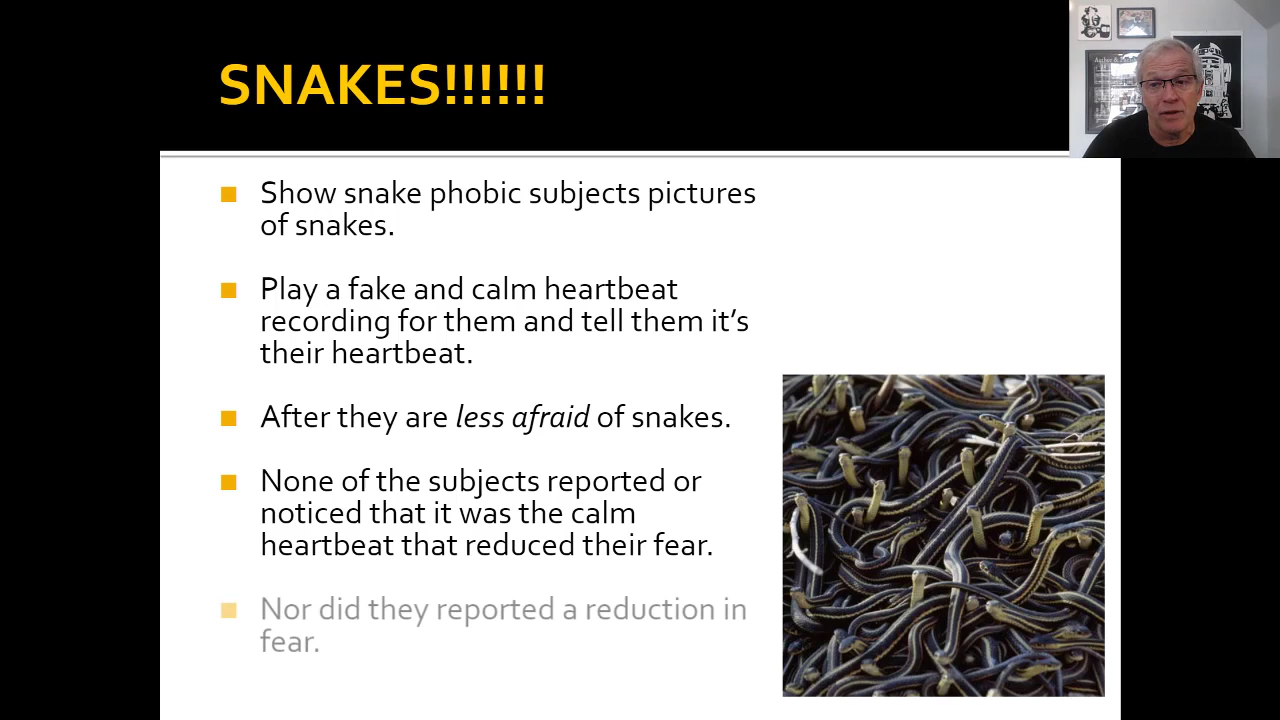 SNAKES!!!!!!
Show snake phobic subjects pictures
of snakes.
Play a fake and calm heartbeat
recording for them and tell them it’s
their heartbeat.
After they are less afraid of snakes.
None of the subjects reported or
noticed that it was the calm
heartbeat that reduced their fear.
Nor did they reported a reduction in
fear.